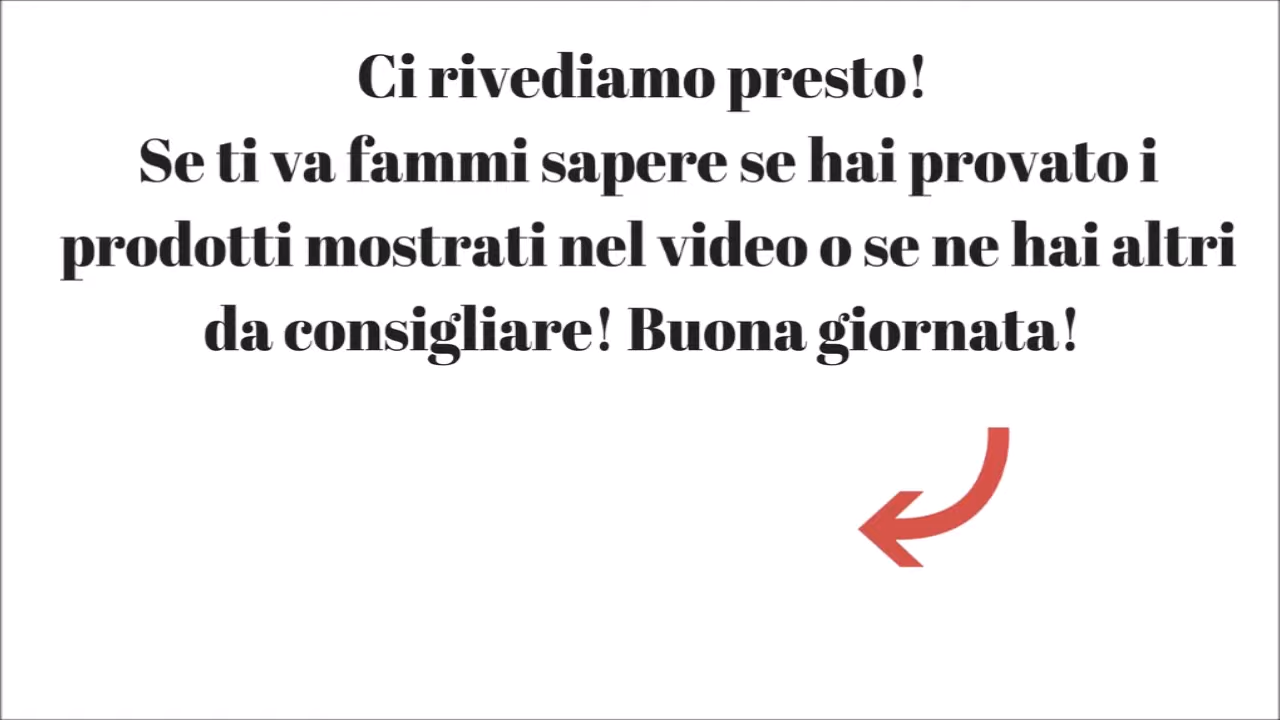 Ci rivediamo presto!
Se ti va fammi sapere se hai provato i
prodotti mostrati nel video o se ne hai altri
da consigliare! Buona giornata!